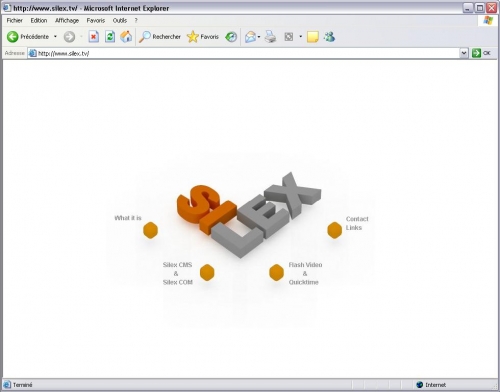 http://www.silex.tv/ - Microsoft Internet Explorer
Fichier Edition Affichage Favoris Outils ?
Précédente Rechercher Favoris
Adresse http://www.silex.tv/ OK
SILEX
What it is
Contact
Links
Silex CMS
&
Silex COM
Flash Video
&
Quicktime
Terminé Internet